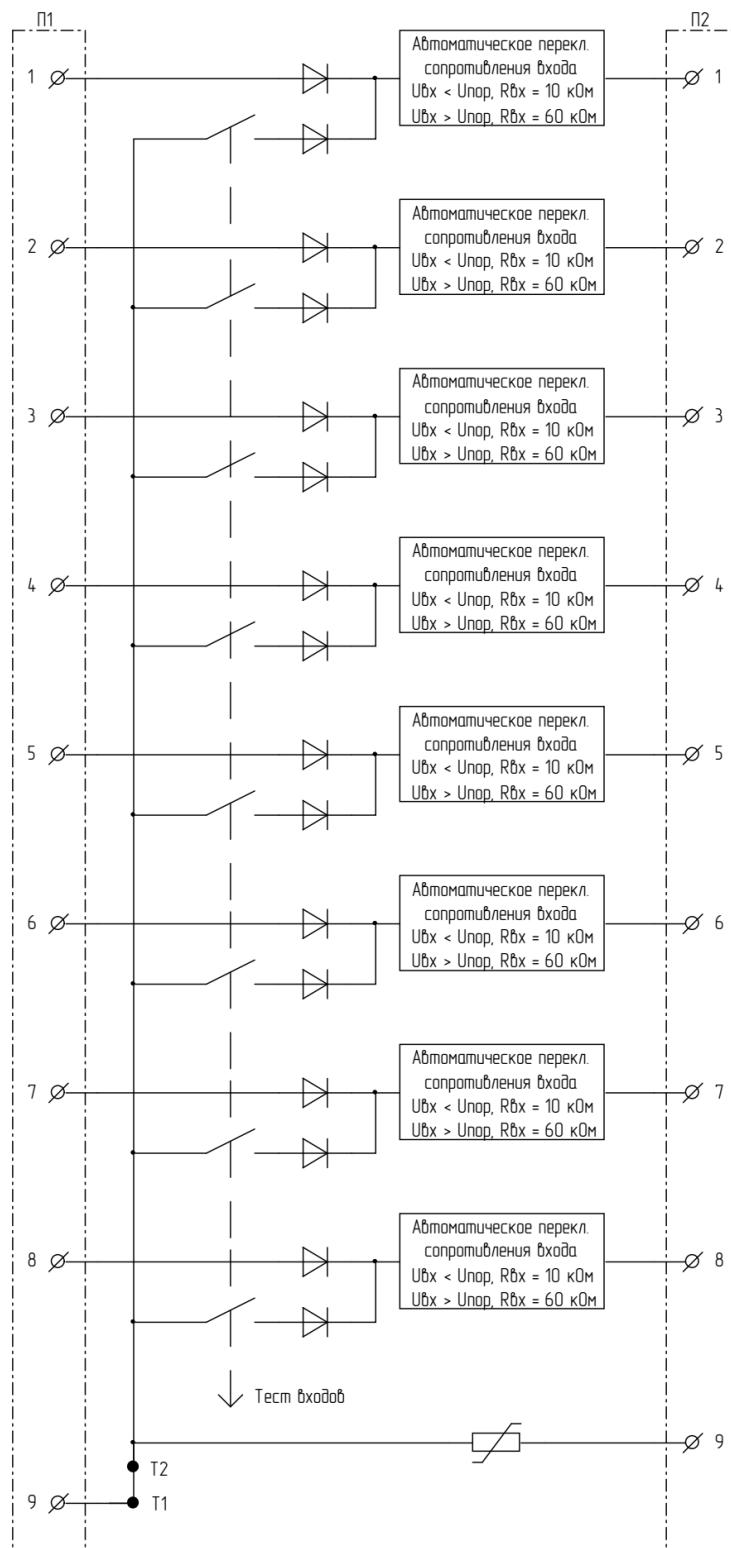 П1
П2
1
Автоматическое перекл.
сопротивления входа
Uвх < Uпор, Rвх = 10 кОм
Uвх > Uпор, Rвх = 60 кОм
1
2
Автоматическое перекл.
сопротивления входа
Uвх < Uпор, Rвх = 10 кОм
Uвх > Uпор, Rвх = 60 кОм
2
3
Автоматическое перекл.
сопротивления входа
Uвх < Uпор, Rвх = 10 кОм
Uвх > Uпор, Rвх = 60 кОм
3
4
Автоматическое перекл.
сопротивления входа
Uвх < Uпор, Rвх = 10 кОм
Uвх > Uпор, Rвх = 60 кОм
4
5
Автоматическое перекл.
сопротивления входа
Uвх < Uпор, Rвх = 10 кОм
Uвх > Uпор, Rвх = 60 кОм
5
6
Автоматическое перекл.
сопротивления входа
Uвх < Uпор, Rвх = 10 кОм
Uвх > Uпор, Rвх = 60 кОм
6
7
Автоматическое перекл.
сопротивления входа
Uвх < Uпор, Rвх = 10 кОм
Uвх > Uпор, Rвх = 60 кОм
7
8
Автоматическое перекл.
сопротивления входа
Uвх < Uпор, Rвх = 10 кОм
Uвх > Uпор, Rвх = 60 кОм
8
Тест входов
9
Т2
9
Т1